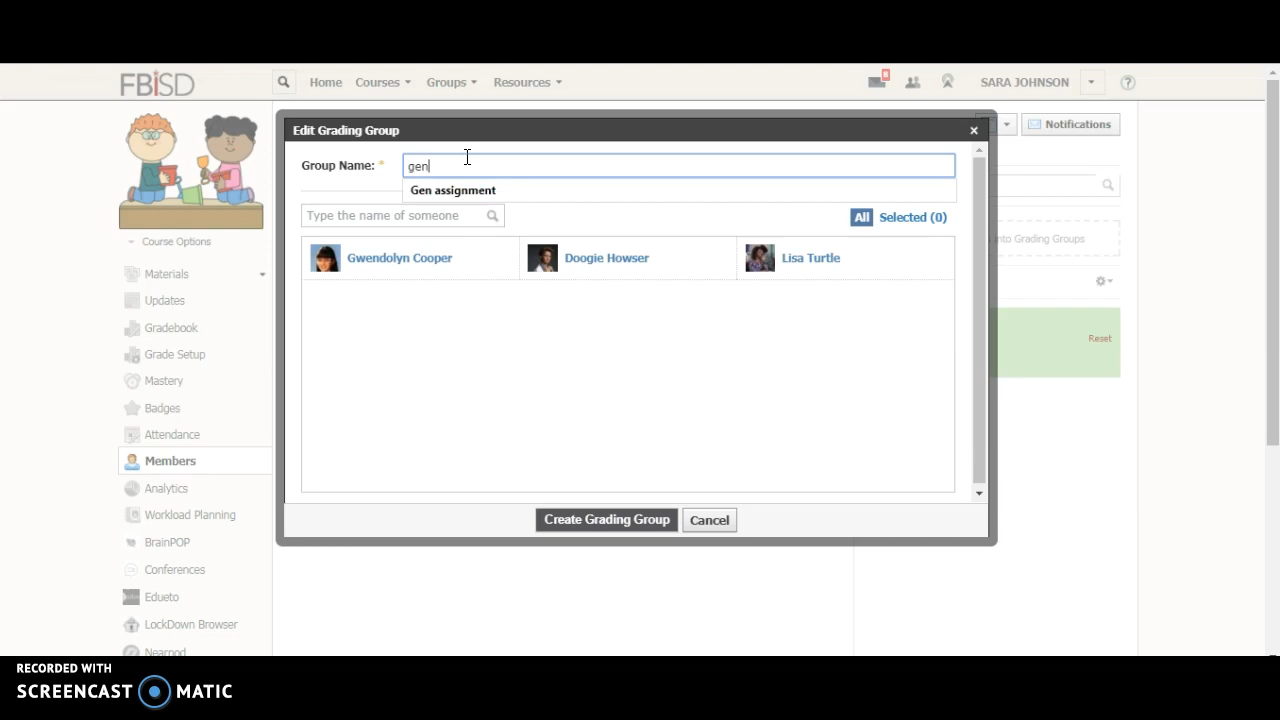 FBISD
Home
Courses
Groups
Resources
8
SARA JOHNSON
?
Edit Grading Group
×
Notifications
Group Name: *
gen
Gen assignment
Type the name of someone
All
Selected (0)
into Grading Groups
Gwendolyn Cooper
Doogie Howser
Lisa Turtle
Reset
Course Options
Materials
Updates
Gradebook
Grade Setup
Mastery
Badges
Attendance
Members
Analytics
Workload Planning
BrainPOP
Conferences
Edueto
LockDown Browser
Nearpod
Create Grading Group
Cancel
RECORDED WITH
SCREENCAST MATIC